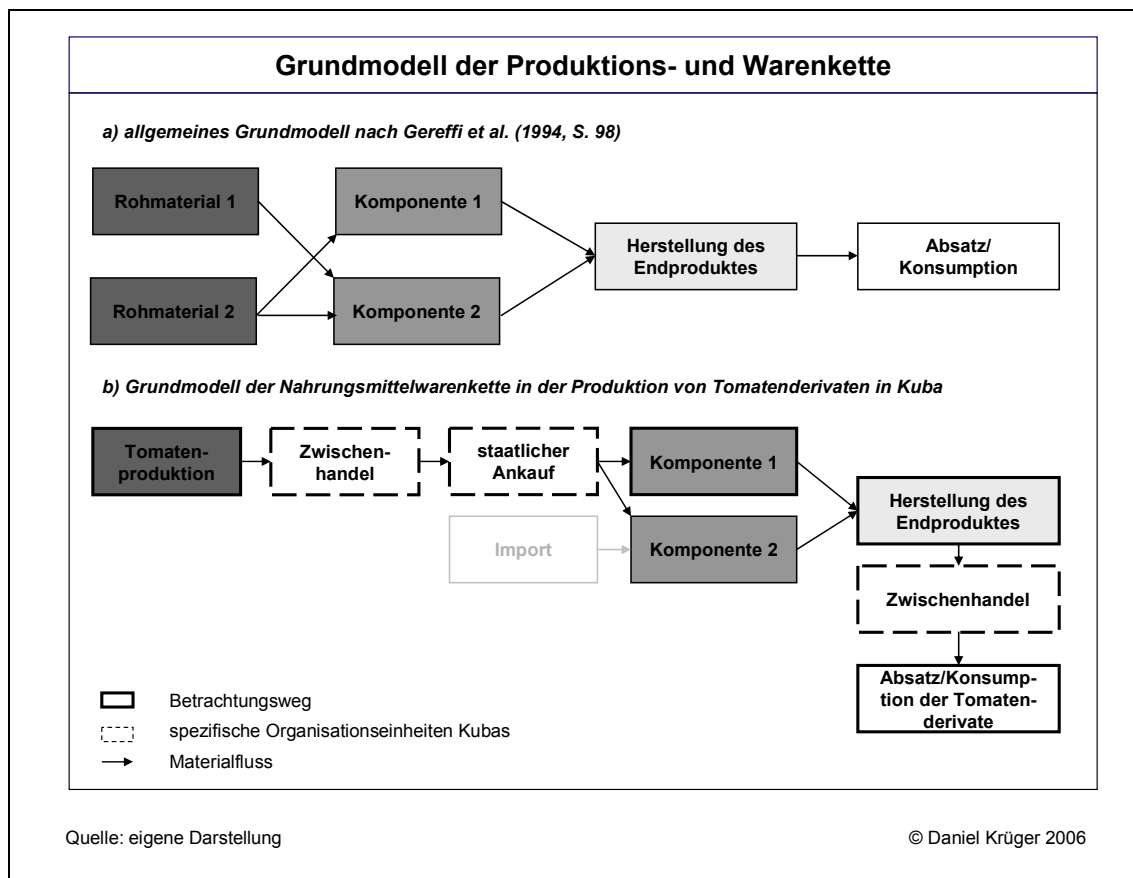 Grundmodell der Produktions- und Warenkette
a) allgemeines Grundmodell nach Gereffi et al. (1994, S. 98)
Rohmaterial 1
Komponente 1
Herstellung des
Endproduktes
Absatz/
Konsumption
Rohmaterial 2
Komponente 2
b) Grundmodell der Nahrungsmittelwarenkette in der Produktion von Tomatenderivaten in Kuba
Tomaten-
produktion
Zwischen-
handel
staatlicher
Ankauf
Komponente 1
Herstellung des
Endproduktes
Import
Komponente 2
Zwischenhandel
Absatz/Konsump-
tion der Tomaten-
derivate
Betrachtungsweg
spezifische Organisationseinheiten Kubas
Materialfluss
Quelle: eigene Darstellung
© Daniel Krüger 2006